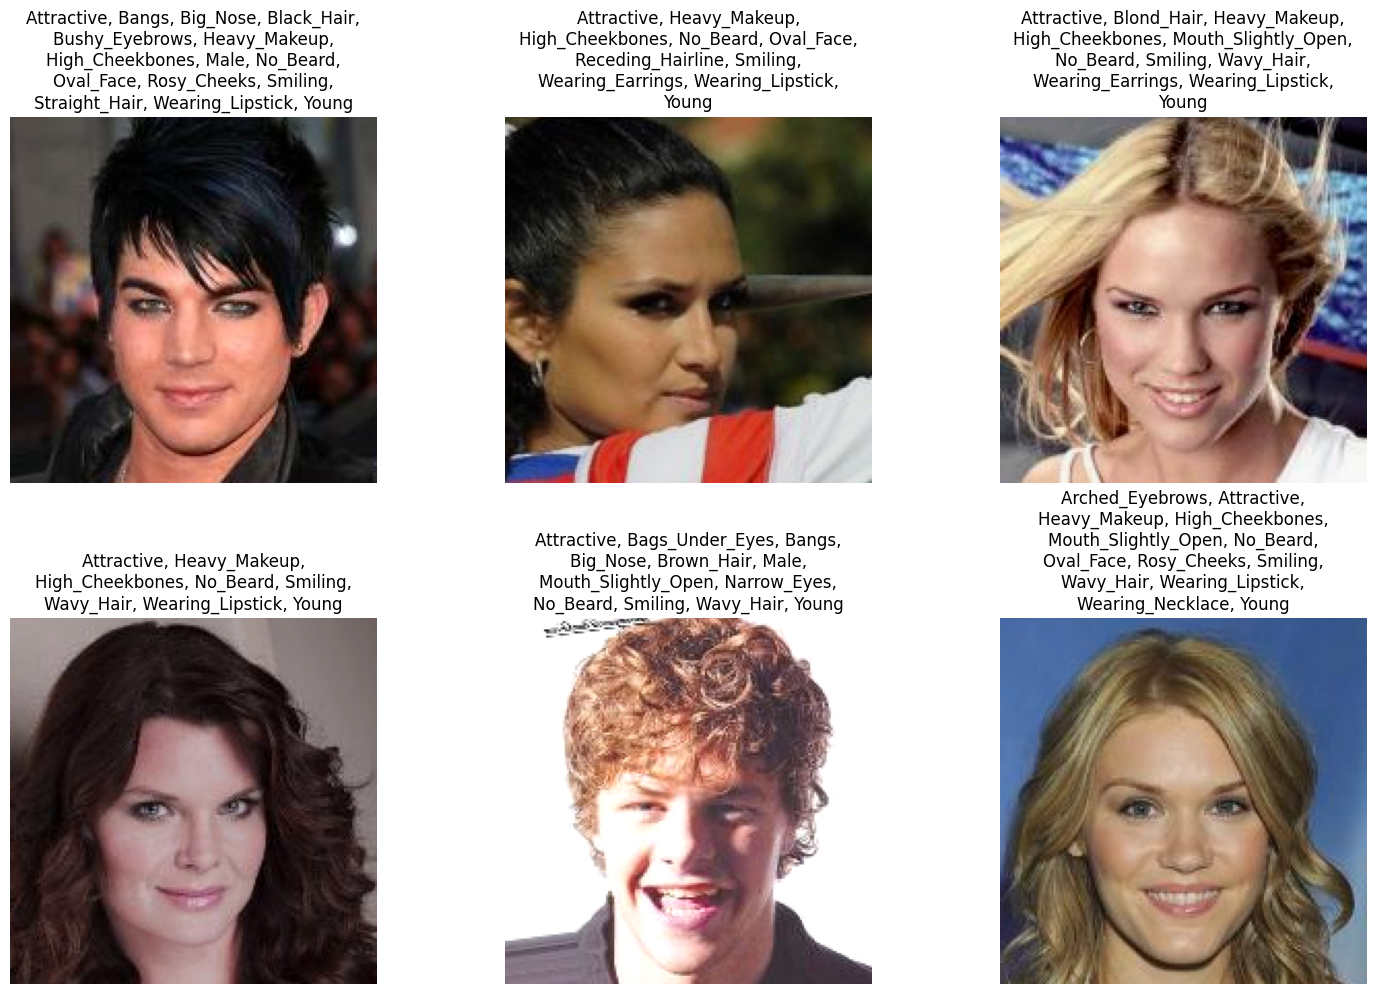 Attractive, Bangs, Big_Nose, Black_Hair,
Bushy_Eyebrows, Heavy_Makeup,
High_Cheekbones, Male, No_Beard,
Oval_Face, Rosy_Cheeks, Smiling,
Straight_Hair, Wearing_Lipstick, Young
Attractive, Heavy_Makeup,
High_Cheekbones, No_Beard, Oval_Face,
Receding_Hairline, Smiling,
Wearing_Earrings, Wearing_Lipstick,
Young
Attractive, Blond_Hair, Heavy_Makeup,
High_Cheekbones, Mouth_Slightly_Open,
No_Beard, Smiling, Wavy_Hair,
Wearing_Earrings, Wearing_Lipstick,
Young
Attractive, Heavy_Makeup,
High_Cheekbones, No_Beard, Smiling,
Wavy_Hair, Wearing_Lipstick, Young
Attractive, Bags_Under_Eyes, Bangs,
Big_Nose, Brown_Hair, Male,
Mouth_Slightly_Open, Narrow_Eyes,
No_Beard, Smiling, Wavy_Hair, Young
Arched_Eyebrows, Attractive,
Heavy_Makeup, High_Cheekbones,
Mouth_Slightly_Open, No_Beard,
Oval_Face, Rosy_Cheeks, Smiling,
Wavy_Hair, Wearing_Lipstick,
Wearing_Necklace, Young